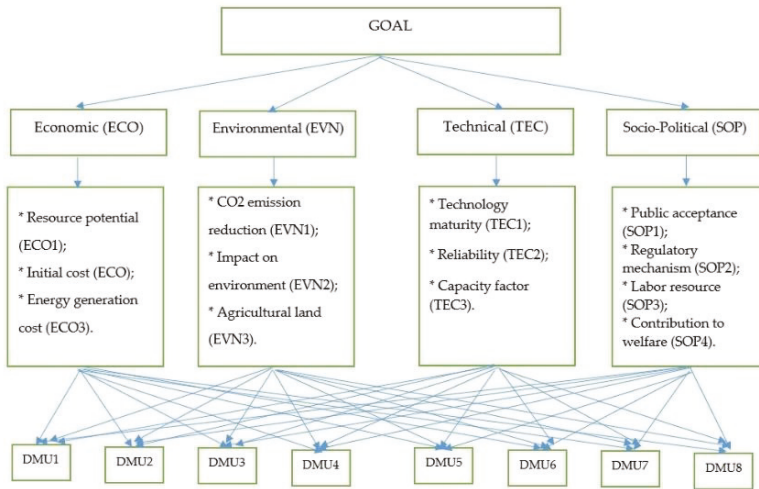 GOAL
Economic (ECO)
Environmental (EVN)
Technical (TEC)
Socio-Political (SOP)
* Resource potential
(ECO1);
* Initial cost (ECO);
* Energy generation
cost (ECO3).
* CO2 emission
reduction (EVN1);
* Impact on
environment (EVN2);
* Agricultural land
(EVN3).
* Technology
maturity (TEC1);
* Reliability (TEC2);
* Capacity factor
(TEC3).
* Public acceptance
(SOP1);
* Regulatory
mechanism (SOP2);
* Labor resource
(SOP3);
* Contribution to
welfare (SOP4).
DMU1
DMU2
DMU3
DMU4
DMU5
DMU6
DMU7
DMU8